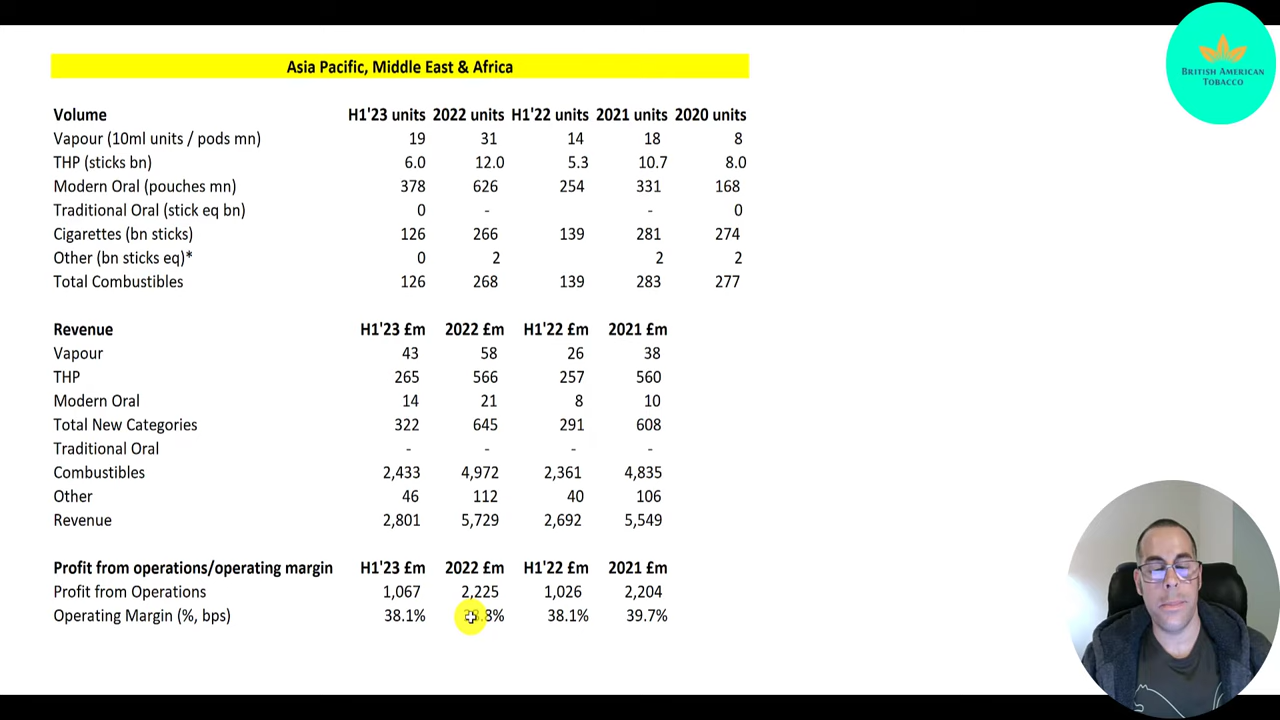 Asia Pacific, Middle East & Africa
BRITISH AMERICAN
TOBACCO
Volume H1'23 units 2022 units H1'22 units 2021 units 2020 units
Vapour (10ml units / pods mn) 19 31 14 18 8
THP (sticks bn) 6.0 12.0 5.3 10.7 8.0
Modern Oral (pouches mn) 378 626 254 331 168
Traditional Oral (stick eq bn) 0 - - 0
Cigarettes (bn sticks) 126 266 139 281 274
Other (bn sticks eq)* 0 2 2 2
Total Combustibles 126 268 139 283 277
Revenue H1'23 £m 2022 £m H1'22 £m 2021 £m
Vapour 43 58 26 38
THP 265 566 257 560
Modern Oral 14 21 8 10
Total New Categories 322 645 291 608
Traditional Oral - - - -
Combustibles 2,433 4,972 2,361 4,835
Other 46 112 40 106
Revenue 2,801 5,729 2,692 5,549
Profit from operations/operating margin H1'23 £m 2022 £m H1'22 £m 2021 £m
Profit from Operations 1,067 2,225 1,026 2,204
Operating Margin (%, bps) 38.1% 38.1% 39.7%